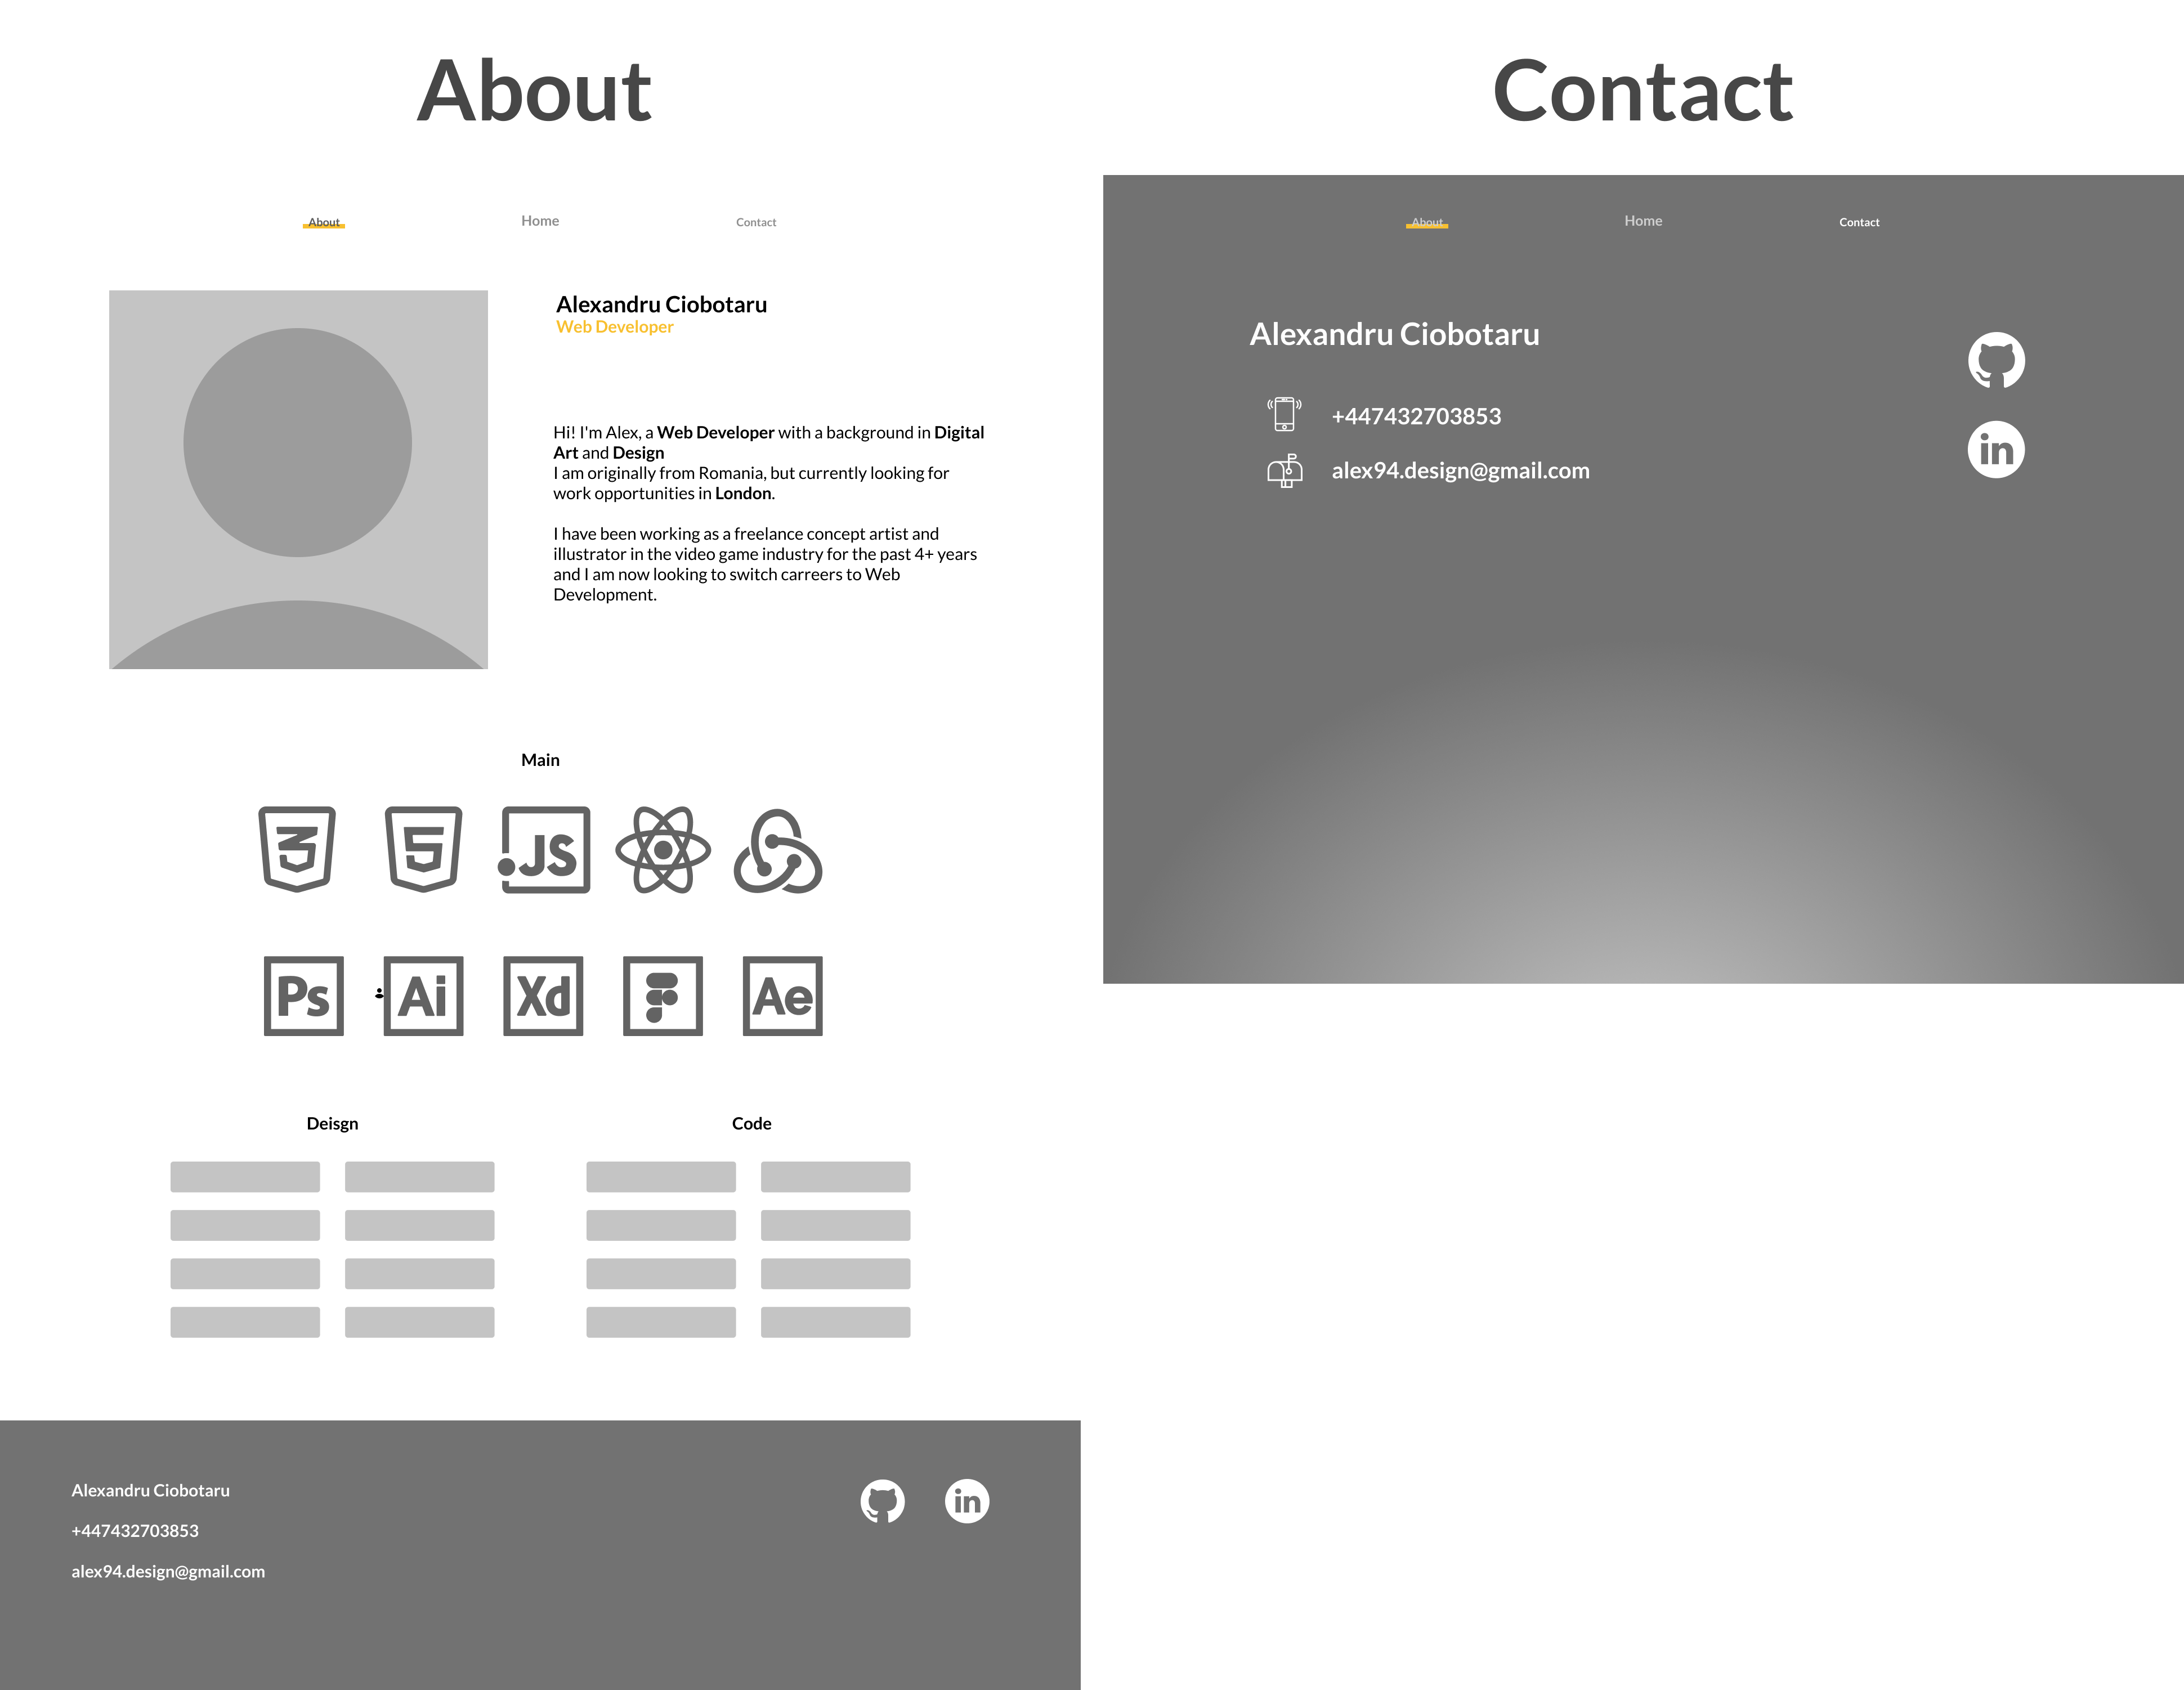 About
About
Home
Contact
Alexandru Ciobotaru
Web Developer
Hi! I'm Alex, a Web Developer with a background in Digital
Art and Design
I am originally from Romania, but currently looking for
work opportunities in London.
I have been working as a freelance concept artist and
illustrator in the video game industry for the past 4+ years
and I am now looking to switch carreers to Web
Development.
Main
3
5
JS
Ps
Ai
Xd
Ae
Deisgn
Code
Alexandru Ciobotaru
+447432703853
alex94.design@gmail.com
in
Contact
About
Home
Contact
Alexandru Ciobotaru
+447432703853
alex94.design@gmail.com
in